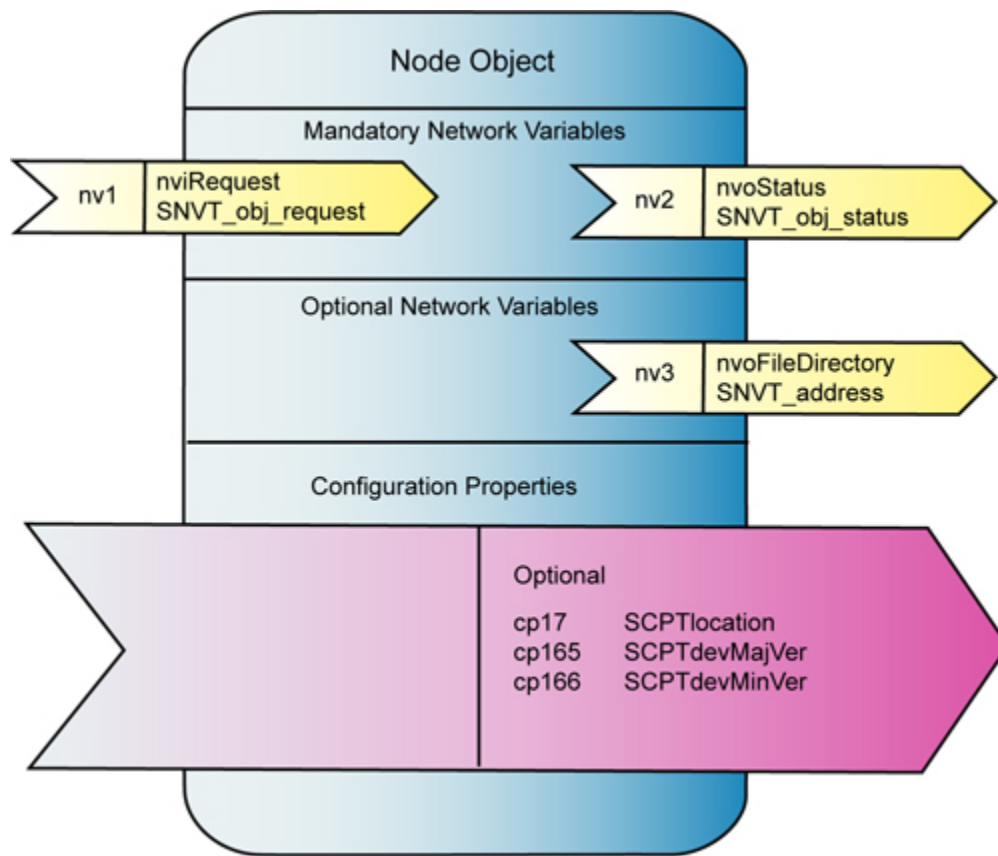 Node Object
Mandatory Network Variables
nv1
nviRequest
SNVT_obj_request
nv2
nvoStatus
SNVT_obj_status
Optional Network Variables
nv3
nvoFileDirectory
SNVT_address
Configuration Properties
Optional
cp17 SCPTlocation
cp165 SCPTdevMajVer
cp166 SCPTdevMinVer